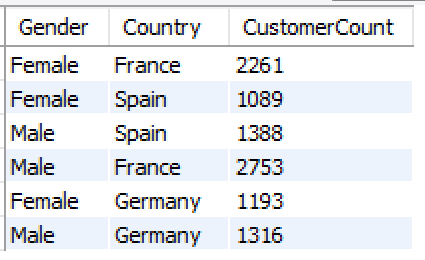 Gender Country CustomerCount
Female France 2261
Female Spain 1089
Male Spain 1388
Male France 2753
Female Germany 1193
Male Germany 1316